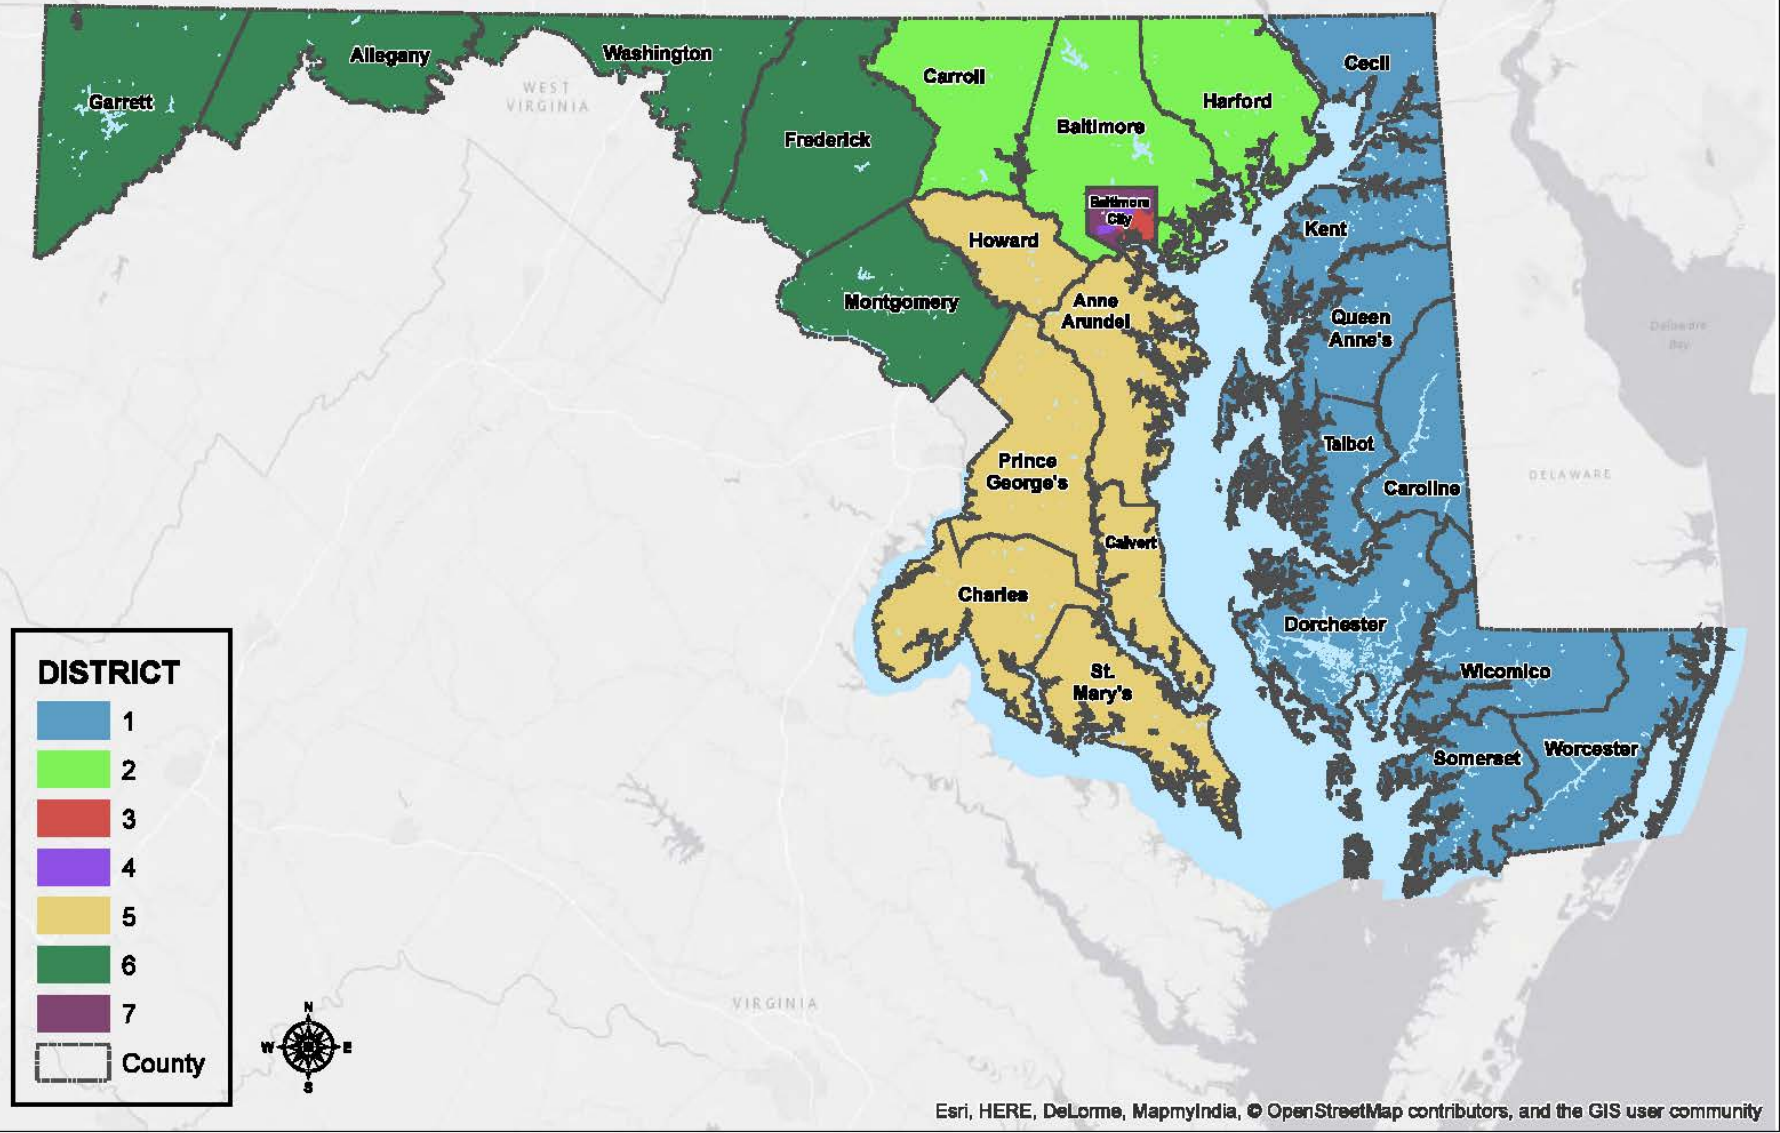 Allegany
Washington
Cecil
Garrett
WEST
VIRGINIA
Carroll
Harford
Baltimore
Frederick
Baltimore
City
Kent
Howard
Montgomery
Anne
Arundel
Queen
Anne's
Delaware
Bay
Talbot
Prince
George's
DELAWARE
Caroline
Calvert
Charles
Dorchester
St.
Mary's
Wicomico
Somerset
Worcester
DISTRICT
1
2
3
4
5
6
7
County
VIRGINIA
N
W
E
S
Esri, HERE, DeLorme, MapmyIndia, © OpenStreetMap contributors, and the GIS user community